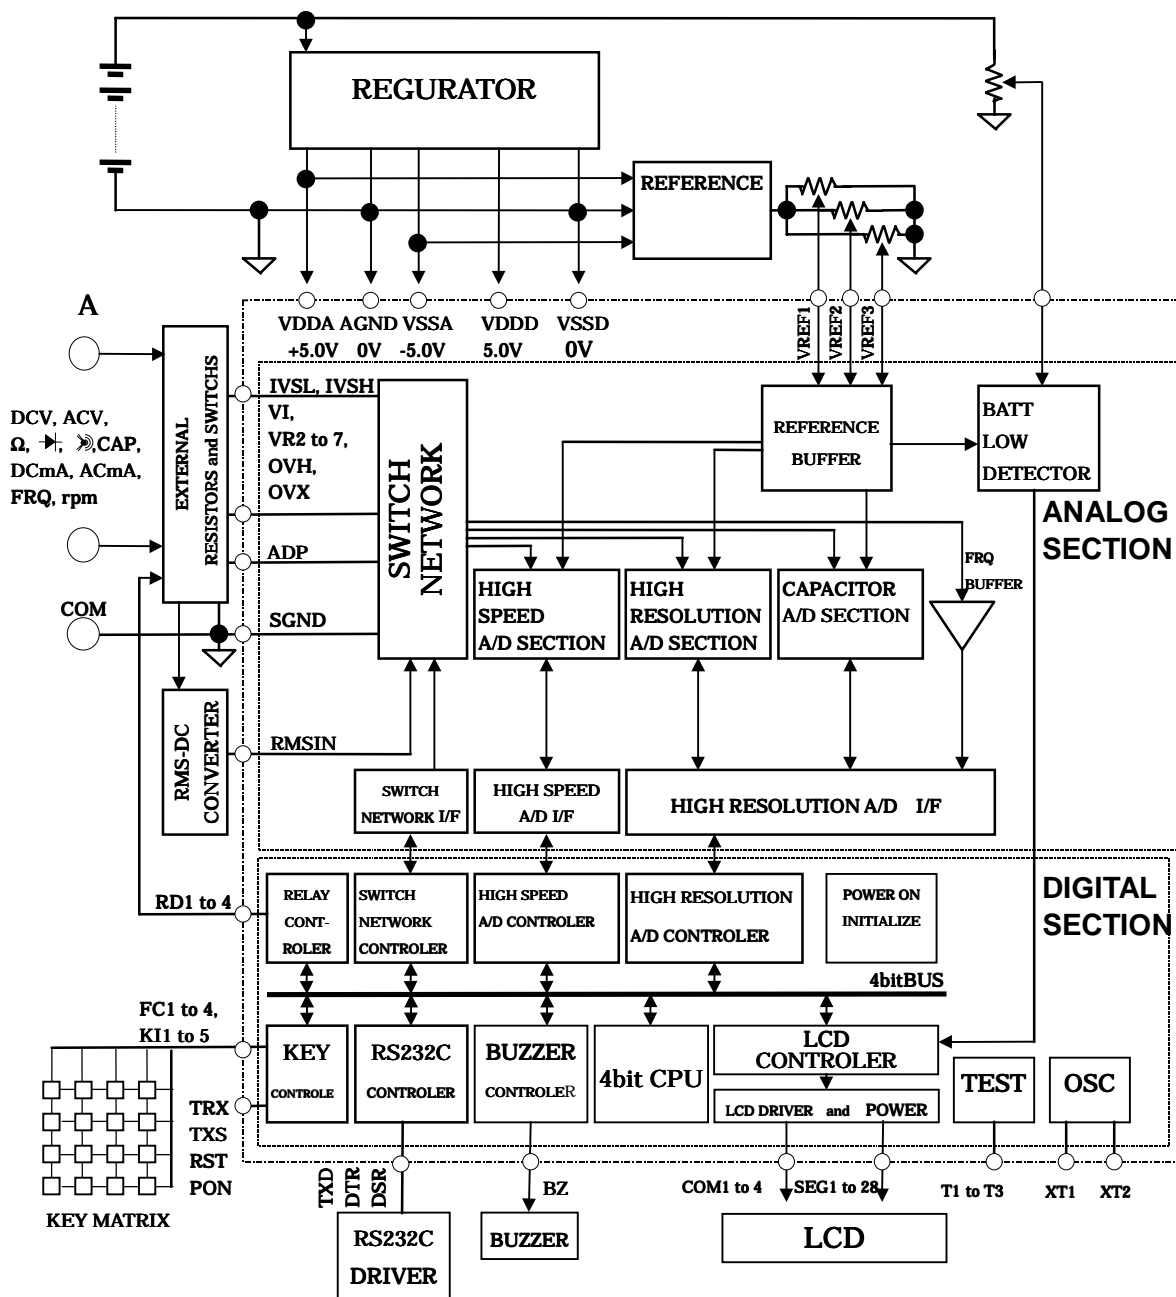 REGURATOR
REFERENCE
A
VDDA AGND VSSA VDDD VSSD
+5.0V 0V -5.0V 5.0V 0V
VREF1
VREF2
VREF3
DCV, ACV,
Ω, CAP,
DCmA, ACmA,
FRQ, rpm
EXTERNAL
RESISTORS and SWITCHS
IVSL, IVSH
VI,
VR2 to 7,
OVH,
OVX
ADP
COM
SGND
SWITCH
NETWORK
REFERENCE
BUFFER
BATT
LOW
DETECTOR
ANALOG
SECTION
HIGH
SPEED
A/D SECTION
HIGH
RESOLUTION
A/D SECTION
CAPACITOR
A/D SECTION
FRQ
BUFFER
RMS-DC
CONVERTER
RMSIN
SWITCH
NETWORK I/F
HIGH SPEED
A/D I/F
HIGH RESOLUTION A/D I/F
RD1 to 4
RELAY
CONT-
ROLER
SWITCH
NETWORK
CONTROLER
HIGH SPEED
A/D CONTROLER
HIGH RESOLUTION
A/D CONTROLER
POWER ON
INITIALIZE
DIGITAL
SECTION
4bitBUS
FC1 to 4,
KI1 to 5
KEY
CONTROLE
RS232C
CONTROLER
BUZZER
CONTROLER
4bit CPU
LCD
CONTROLER
LCD DRIVER and POWER
TEST
OSC
TRX
TXS
RST
PON
KEY MATRIX
TXD
DTR
DSR
BZ
COM1 to 4
SEG1 to 28
T1 to T3
XT1
XT2
RS232C
DRIVER
BUZZER
LCD